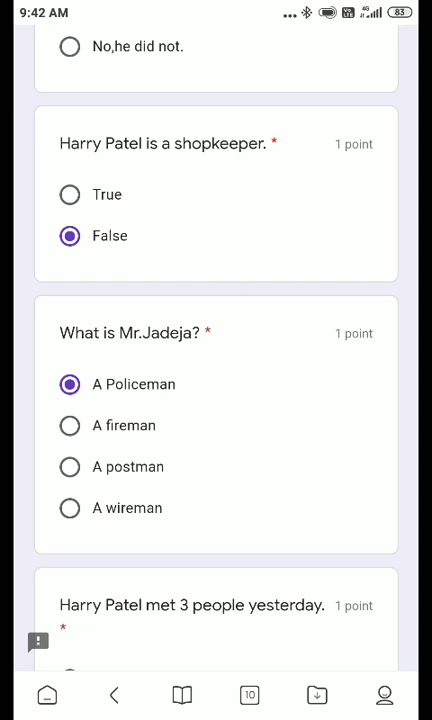 9:42 AM
4G
83
No,he did not.
Harry Patel is a shopkeeper. * 1 point
True
False
What is Mr.Jadeja? * 1 point
A Policeman
A fireman
A postman
A wireman
Harry Patel met 3 people yesterday. 1 point
*
10